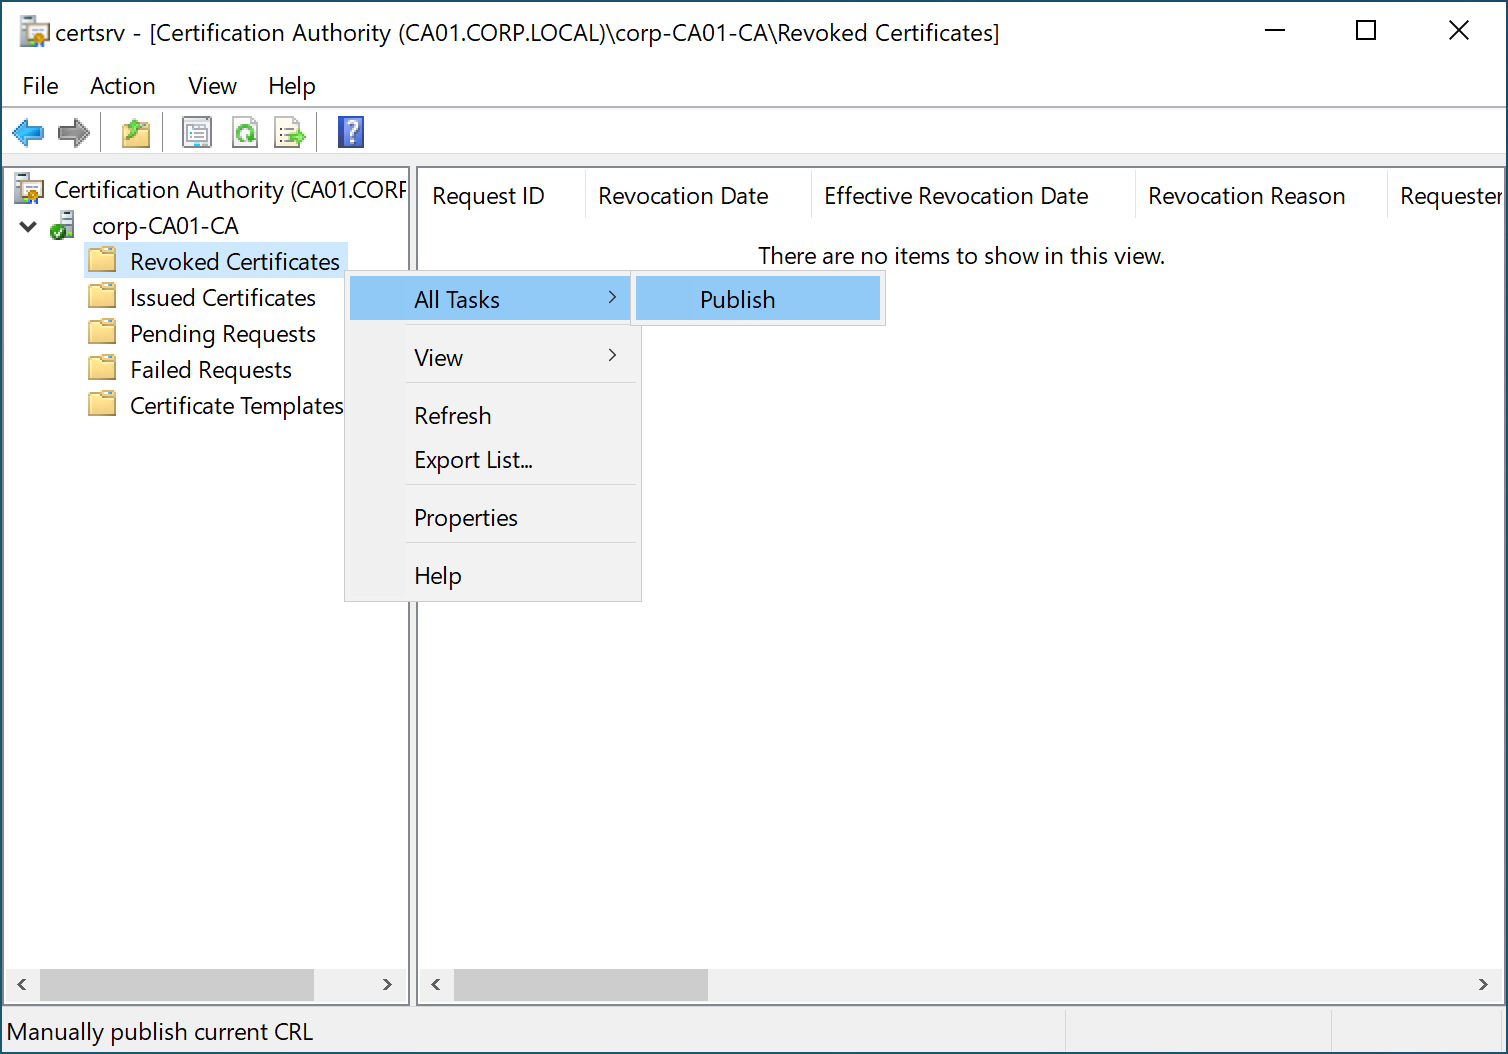 certsrv - [Certification Authority (CA01.CORP.LOCAL)\corp-CA01-CA\Revoked Certificates]
File Action View Help
Certification Authority (CA01.CORP
corp-CA01-CA
Revoked Certificates
Issued Certificates
Pending Requests
Failed Requests
Certificate Templates
Request ID Revocation Date Effective Revocation Date Revocation Reason Requester
There are no items to show in this view.
All Tasks
Publish
View
Refresh
Export List...
Properties
Help
Manually publish current CRL